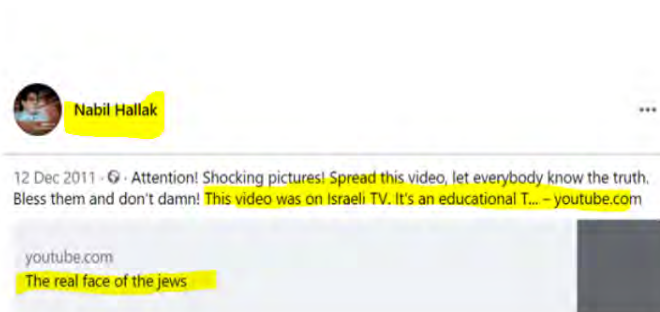 Nabil Hallak
12 Dec 2011 · Attention! Shocking pictures! Spread this video, let everybody know the truth.
Bless them and don't damn! This video was on Israeli TV. It's an educational T... – youtube.com
youtube.com
The real face of the jews